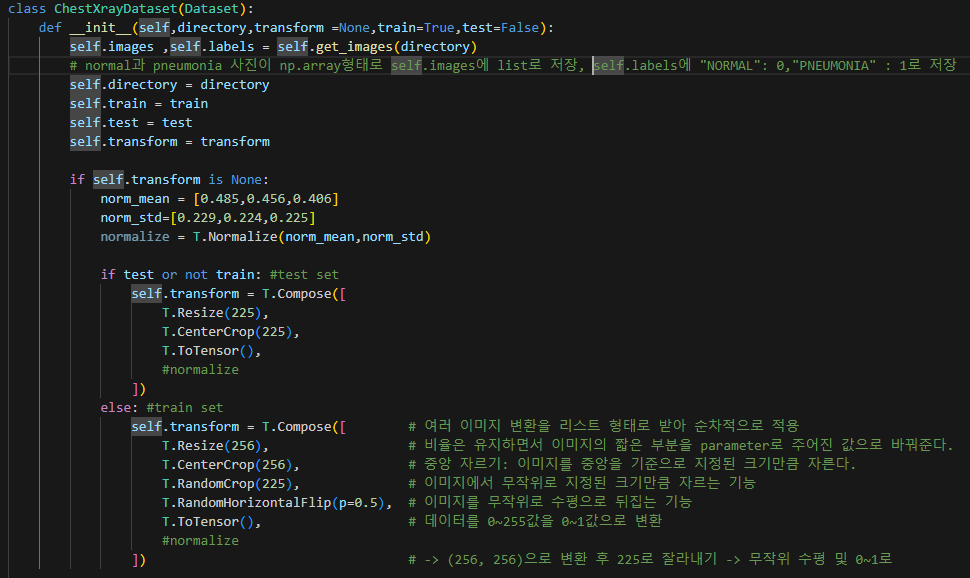 class ChestXrayDataset(Dataset):
    def __init__(self,directory,transform =None,train=True,test=False):
        self.images ,self.labels = self.get_images(directory)
        # normal과 pneumonia 사진이 np.array형태로 self.images에 list로 저장, self.labels에 "NORMAL": 0,"PNEUMONIA" : 1로 저장
        self.directory = directory
        self.train = train
        self.test = test
        self.transform = transform

        if self.transform is None:
            norm_mean = [0.485,0.456,0.406]
            norm_std=[0.229,0.224,0.225]
            normalize = T.Normalize(norm_mean,norm_std)

            if test or not train: #test set
                self.transform = T.Compose([
                    T.Resize(225),
                    T.CenterCrop(225),
                    T.ToTensor(),
                    #normalize
                ])
            else: #train set
                self.transform = T.Compose([        # 여러 이미지 변환을 리스트 형태로 받아 순차적으로 적용
                    T.Resize(256),                  # 비율은 유지하면서 이미지의 짧은 부분을 parameter로 주어진 값으로 바꿔준다.
                    T.CenterCrop(256),              # 중앙 자르기: 이미지를 중앙을 기준으로 지정된 크기만큼 자른다.
                    T.RandomCrop(225),              # 이미지에서 무작위로 지정된 크기만큼 자르는 기능
                    T.RandomHorizontalFlip(p=0.5),  # 이미지를 무작위로 수평으로 뒤집는 기능
                    T.ToTensor(),                   # 데이터를 0~255값을 0~1값으로 변환
                    #normalize
                ])                                  # -> (256, 256)으로 변환 후 225로 잘라내기 -> 무작위 수평 및 0~1로